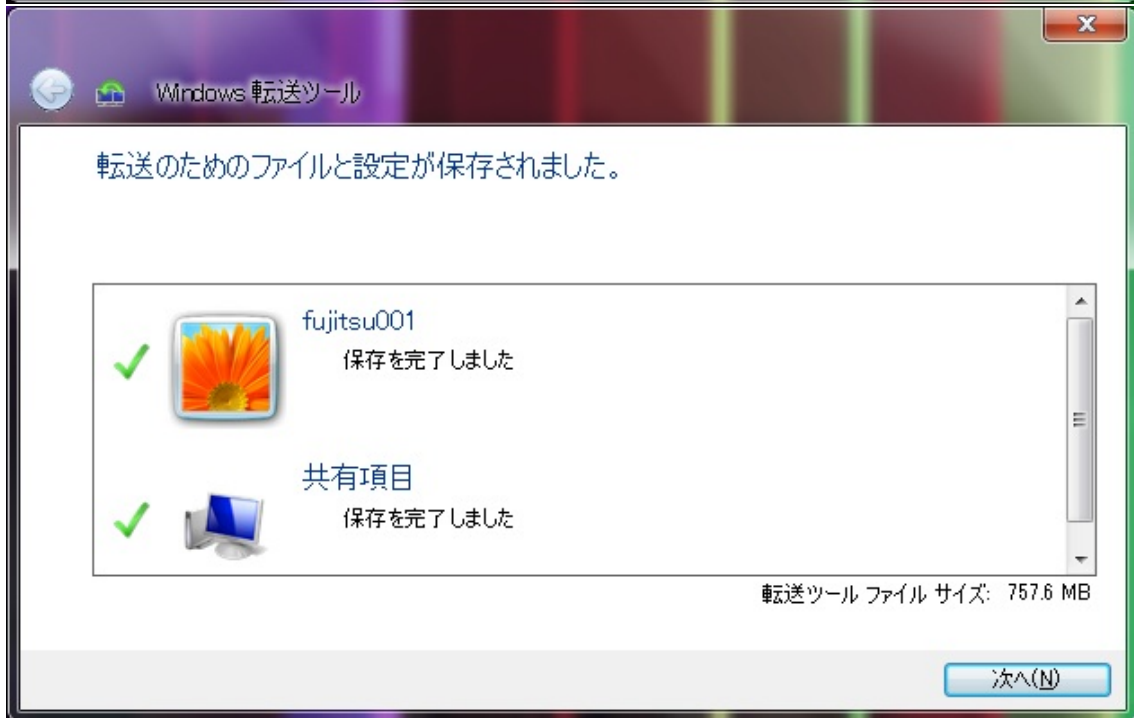 Windows 転送ツール
転送のためのファイルと設定が保存されました。
fujitsu001
保存を完了しました
共有項目
保存を完了しました
転送ツール ファイル サイズ: 757.6 MB
次へ(N)